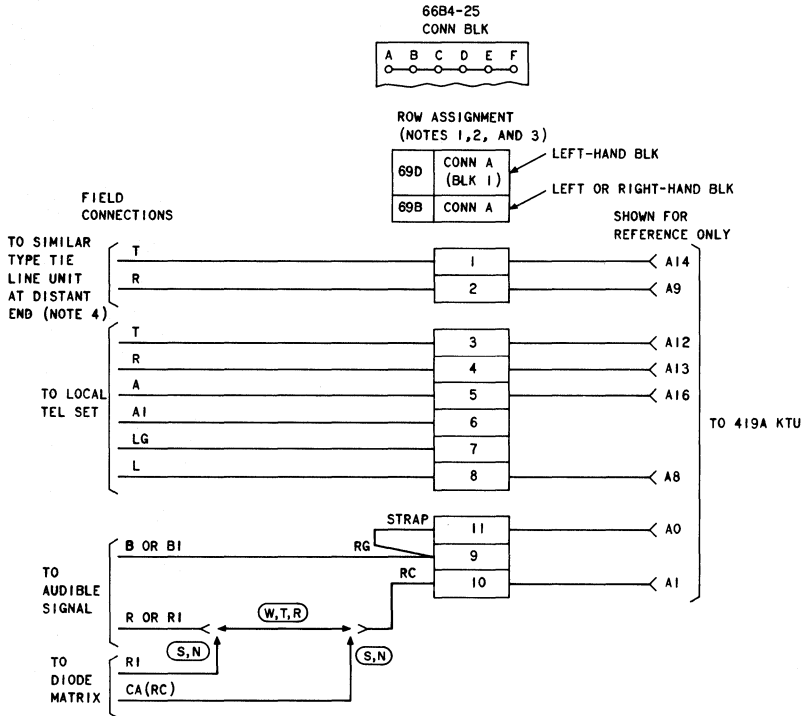 66B4-25
CONN BLK
A B C D E F
ROW ASSIGNMENT
(NOTES 1,2, AND 3)
69D
CONN A
(BLK 1)
LEFT-HAND BLK
69B
CONN A
LEFT OR RIGHT-HAND BLK
FIELD
CONNECTIONS
SHOWN FOR
REFERENCE ONLY
TO SIMILAR
TYPE TIE
LINE UNIT
AT DISTANT
END (NOTE 4)
T
1
A14
R
2
A9
TO LOCAL
TEL SET
T
3
A12
R
4
A13
A
5
A16
A1
6
LG
7
L
8
A8
TO 419A KTU
STRAP
11
A0
TO
AUDIBLE
SIGNAL
B OR B1
RG
9
RC
10
A1
R OR R1
W,T,R
S,N
S,N
TO
DIODE
MATRIX
R1
CA(RC)